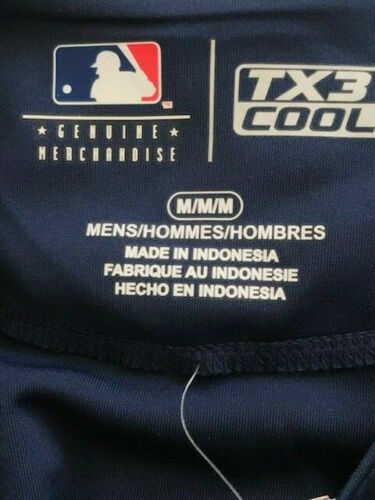 ★ GENUINE ★
MERCHANDISE
TX3
COOL
M/M/M
MENS/HOMMES/HOMBRES
MADE IN INDONESIA
FABRIQUE AU INDONESIE
HECHO EN INDONESIA